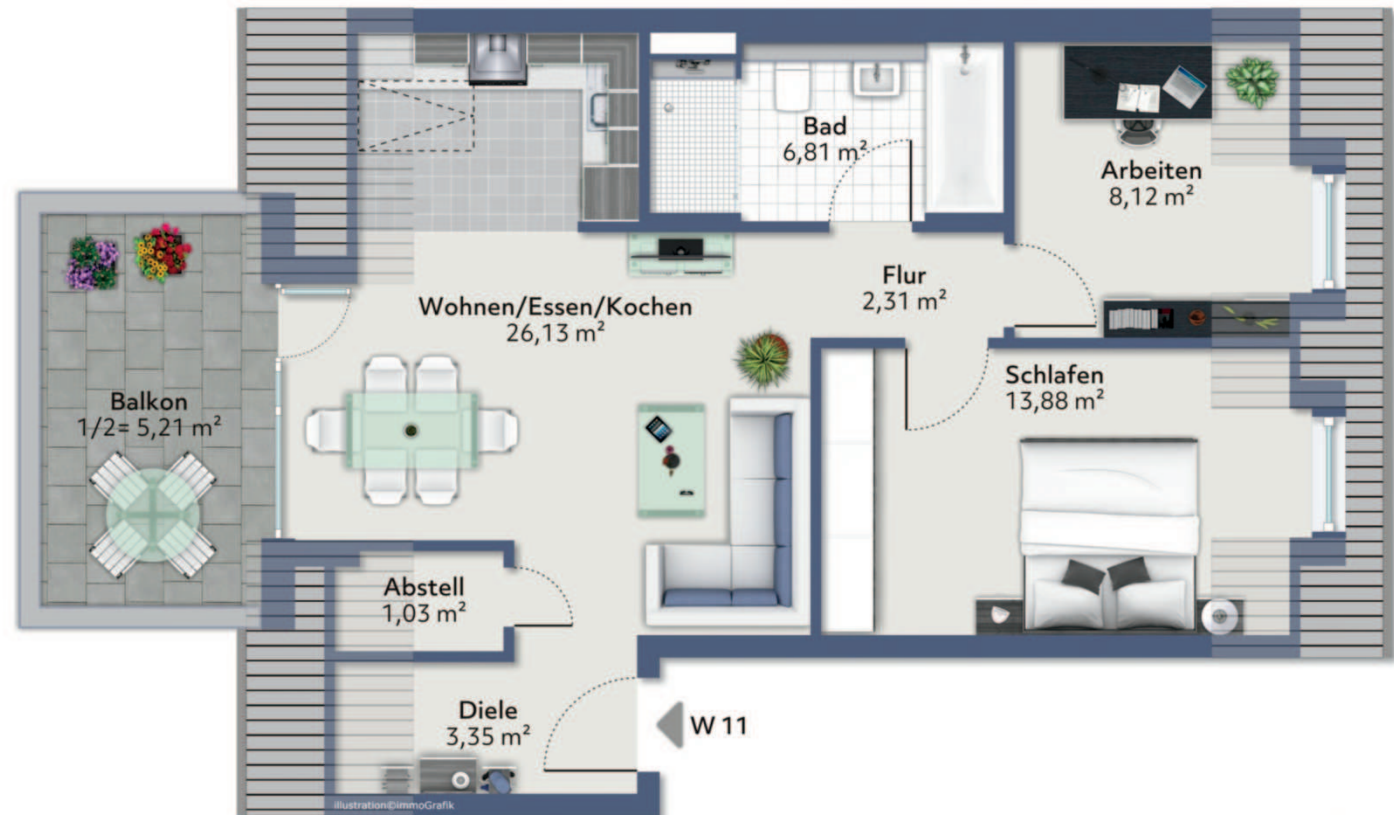 Bad
6,81 m²
Arbeiten
8,12 m²
Flur
2,31 m²
Wohnen/Essen/Kochen
26,13 m²
Schlafen
13,88 m²
Balkon
1/2= 5,21 m²
Abstell
1,03 m²
Diele
3,35 m²
W 11
illustration©immoGrafik